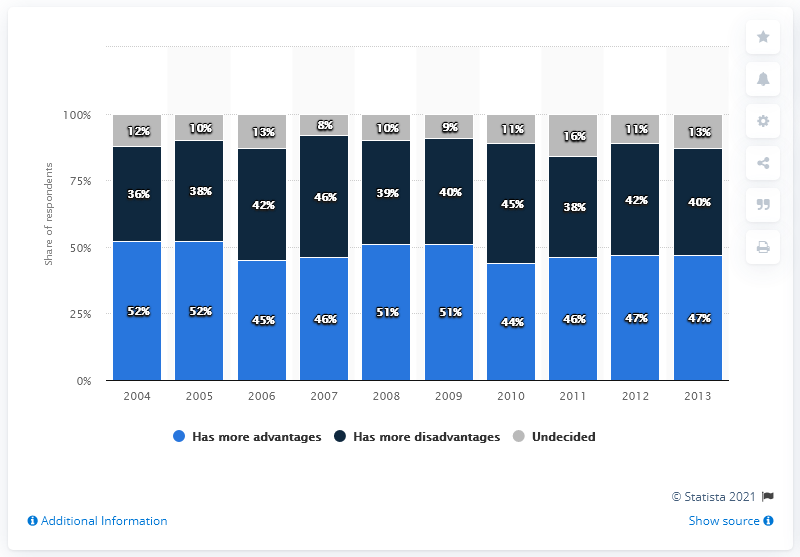 Share of respondents
100%
75%
50%
25%
0%
12% 10% 13% 8% 10% 9% 11% 16% 11% 13%
36% 38% 42% 46% 39% 40% 45% 38% 42% 40%
52% 52% 45% 46% 51% 51% 44% 46% 47% 47%
2004 2005 2006 2007 2008 2009 2010 2011 2012 2013
Has more advantages Has more disadvantages Undecided
© Statista 2021
Additional Information Show source